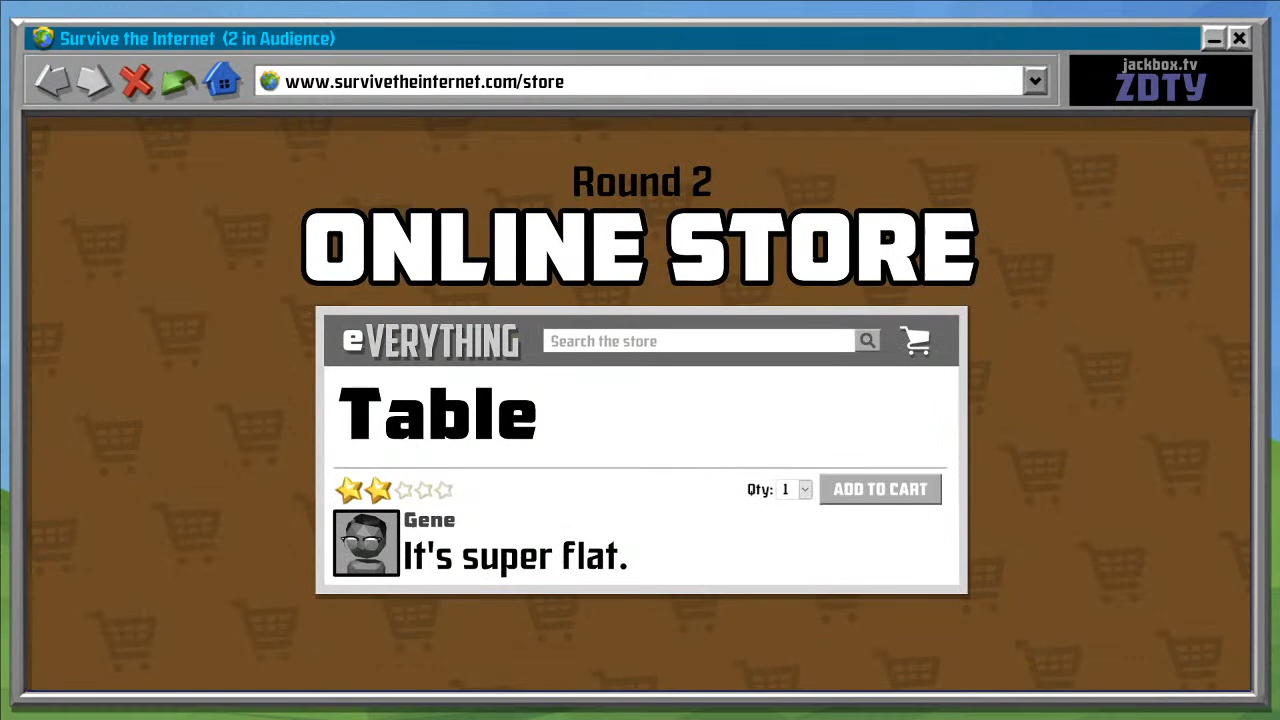 Survive the Internet (2 in Audience)
www.survivetheinternet.com/store
jackbox.tv
ZDTY
Round 2
ONLINE STORE
eVERYTHING
Search the store
Table
Qty: 1
ADD TO CART
Gene
It's super flat.